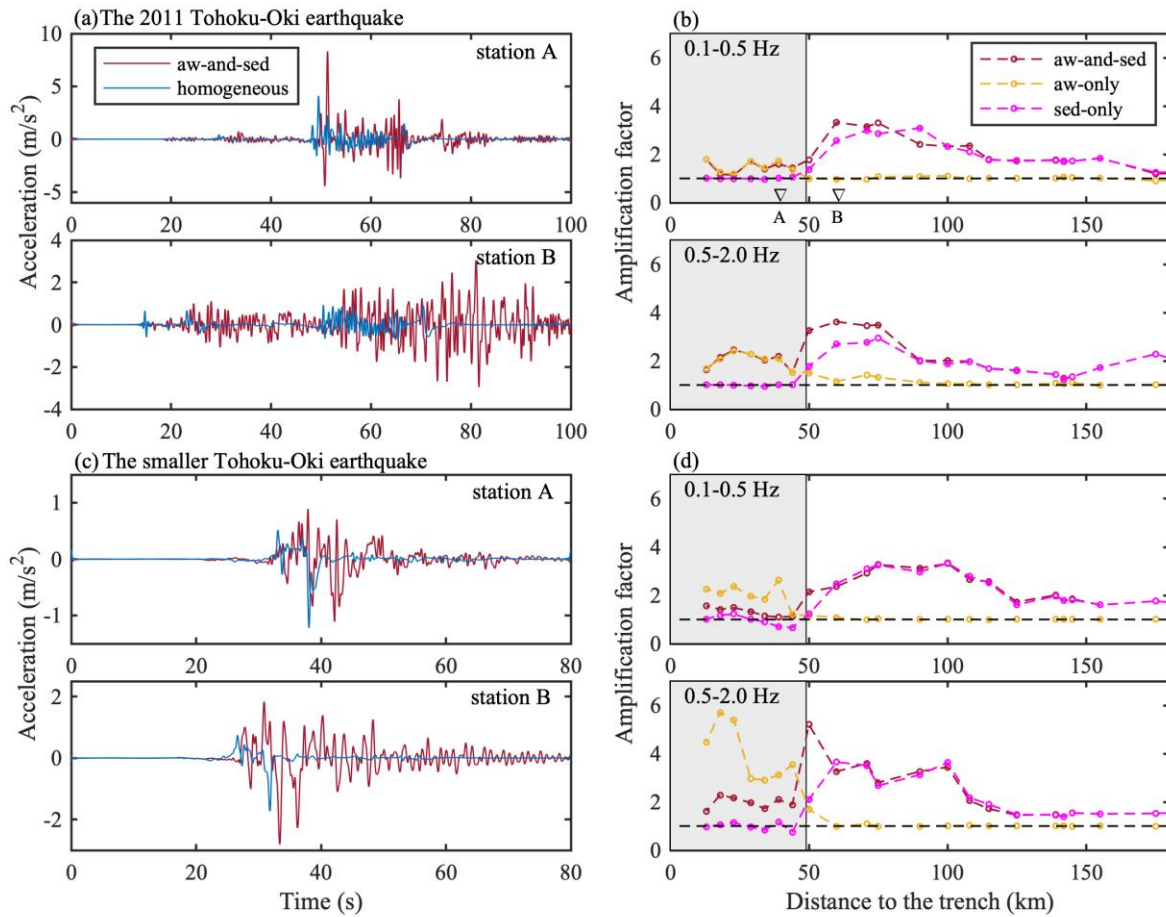 (a) The 2011 Tohoku-Oki earthquake
station A
aw-and-sed
homogeneous
Acceleration (m/s²)
10
5
0
-5
0 20 40 60 80 100
station B
4
2
0
-2
-4
0 20 40 60 80 100
(b)
0.1-0.5 Hz
aw-and-sed
aw-only
sed-only
Amplification factor
6
4
2
0
A
B
0 50 100 150
0.5-2.0 Hz
6
4
2
0
0 50 100 150
(c) The smaller Tohoku-Oki earthquake
station A
Acceleration (m/s²)
1
0
-1
0 20 40 60 80
station B
2
0
-2
0 20 40 60 80
Time (s)
(d)
0.1-0.5 Hz
Amplification factor
6
4
2
0
0 50 100 150
0.5-2.0 Hz
6
4
2
0
0 50 100 150
Distance to the trench (km)